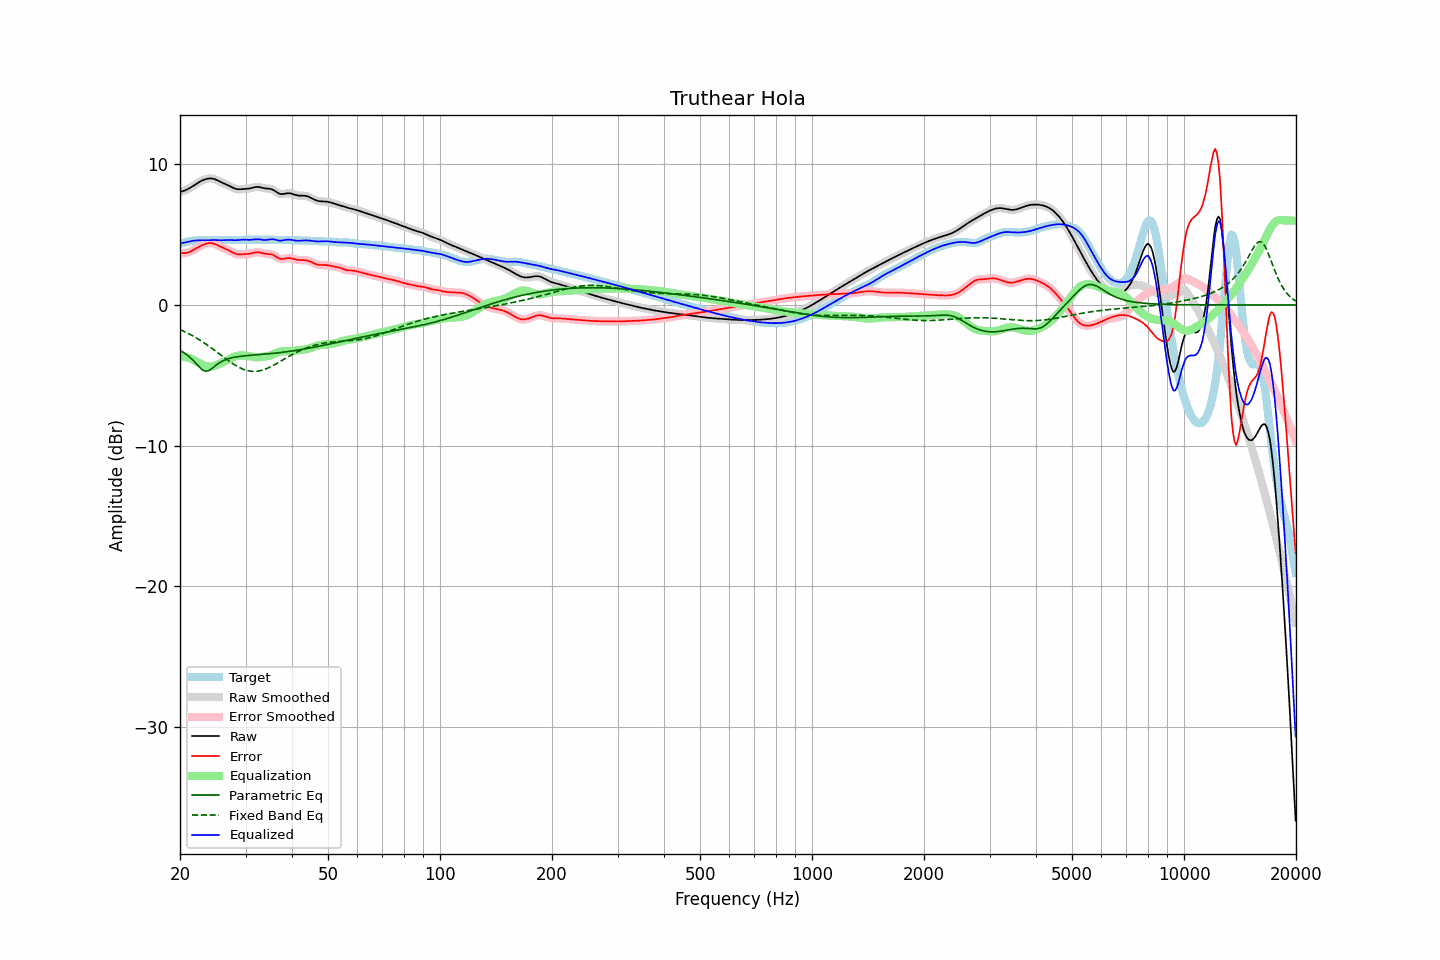 Truthear Hola
Amplitude (dBr)
10
0
−10
−20
−30
Target
Raw Smoothed
Error Smoothed
Raw
Error
Equalization
Parametric Eq
Fixed Band Eq
Equalized
20 50 100 200 500 1000 2000 5000 10000 20000
Frequency (Hz)